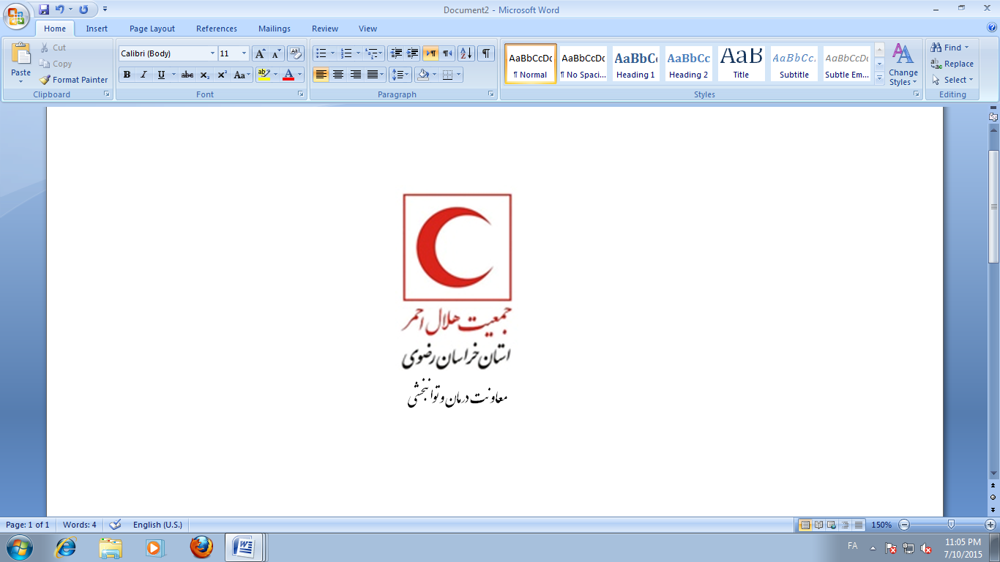 Document2 - Microsoft Word
Home Insert Page Layout References Mailings Review View
Paste
Cut
Copy
Format Painter
Clipboard
Calibri (Body) 11
Font
Paragraph
AaBbCcDc AaBbCcDc AaBbC AaBbCc AaB AaBbCc. AaBbCcDc
¶ Normal ¶ No Spaci... Heading 1 Heading 2 Title Subtitle Subtle Em...
Change Styles
Styles
Find
Replace
Select
Editing
جمعیت هلال احمر
استان خراسان رضوی
معاونت درمان و توانبخشی
Page: 1 of 1 Words: 4 English (U.S.) 150%
FA 11:05 PM
7/10/2015